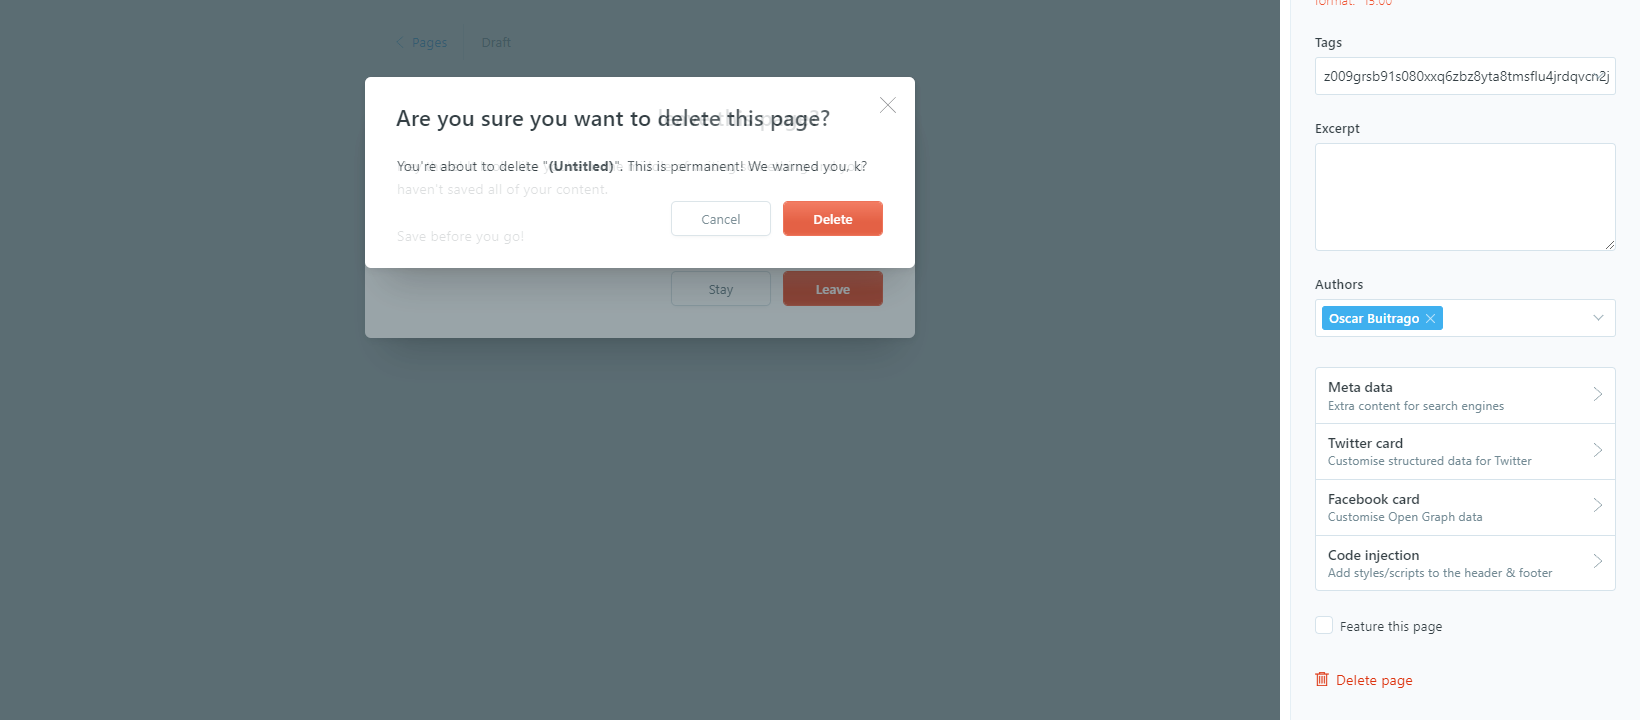 Pages
Draft
Are you sure you want to delete this page?
You're about to delete "(Untitled)". This is permanent! We warned you, k?
haven't saved all of your content.
Cancel
Delete
Save before you go!
Stay
Leave
format: "15:00"
Tags
z009grsb91s080xxq6zbz8yta8tmsflu4jrdqvcn2j
Excerpt
Authors
Oscar Buitrago
Meta data
Extra content for search engines
Twitter card
Customise structured data for Twitter
Facebook card
Customise Open Graph data
Code injection
Add styles/scripts to the header & footer
Feature this page
Delete page